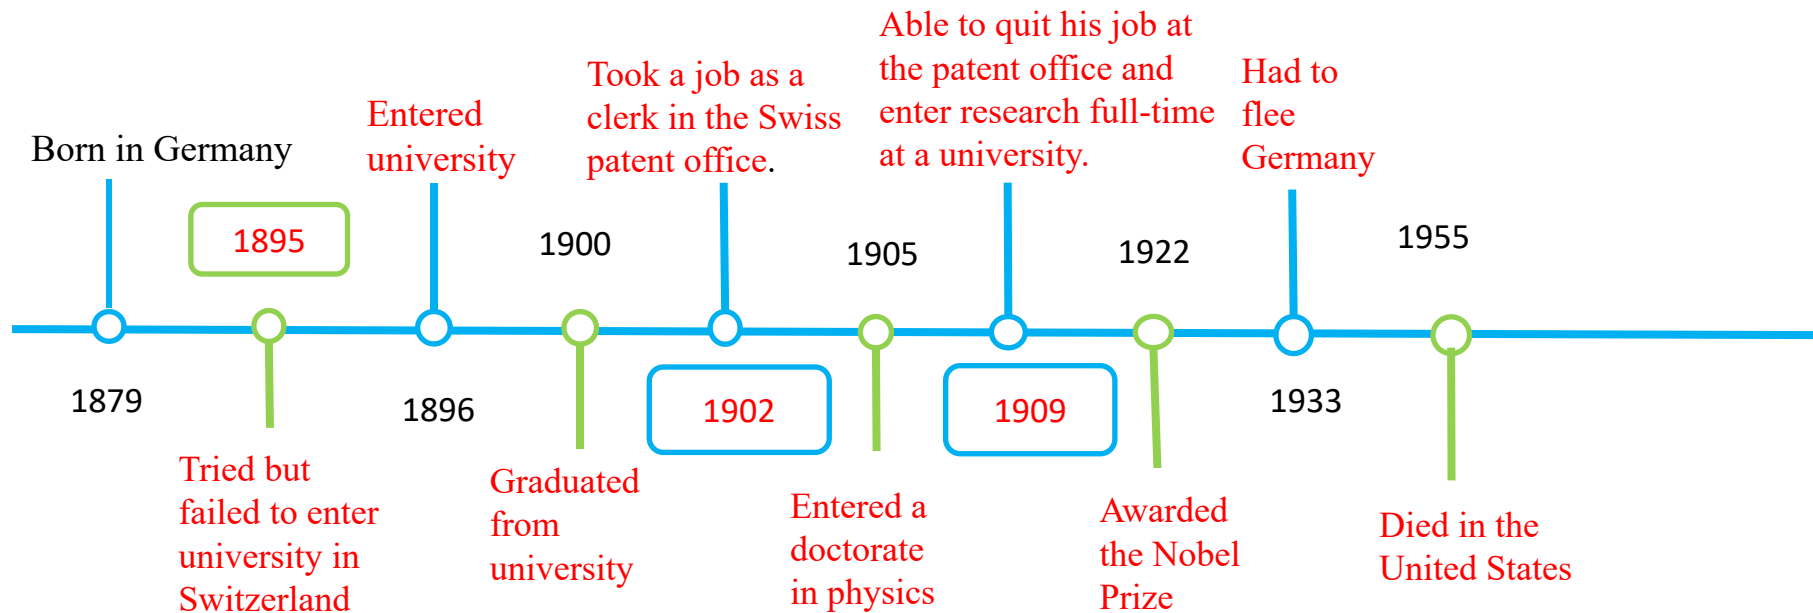 Born in Germany
1879
1895
Tried but
failed to enter
university in
Switzerland
Entered
university
1896
1900
Graduated
from
university
Took a job as a
clerk in the Swiss
patent office.
1902
1905
Entered a
doctorate
in physics
Able to quit his job at
the patent office and
enter research full-time
at a university.
1909
1922
Awarded
the Nobel
Prize
Had to
flee
Germany
1933
1955
Died in the
United States